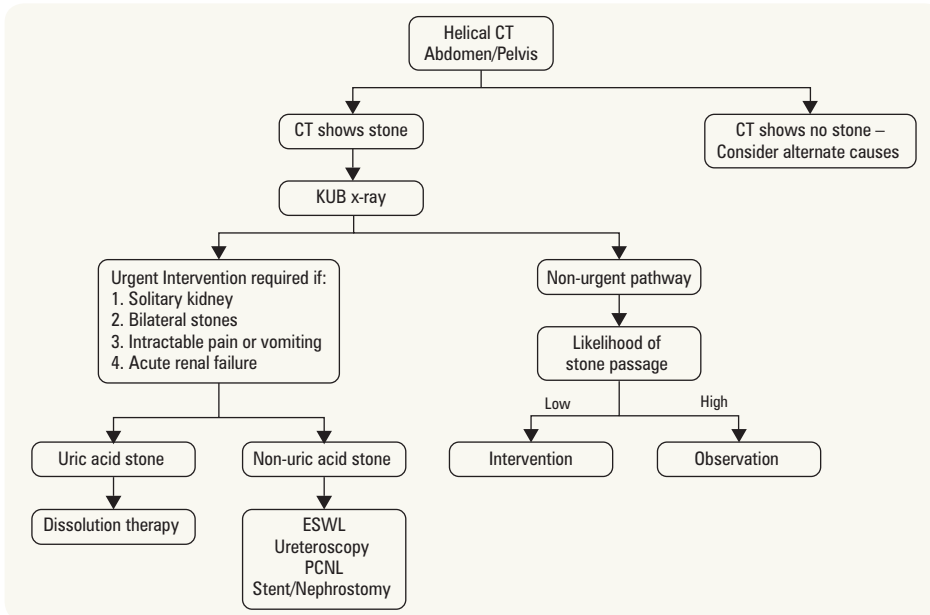 Helical CT
Abdomen/Pelvis
CT shows stone
CT shows no stone –
Consider alternate causes
KUB x-ray
Urgent Intervention required if:
1. Solitary kidney
2. Bilateral stones
3. Intractable pain or vomiting
4. Acute renal failure
Non-urgent pathway
Likelihood of
stone passage
Low
High
Uric acid stone
Non-uric acid stone
Intervention
Observation
Dissolution therapy
ESWL
Ureteroscopy
PCNL
Stent/Nephrostomy